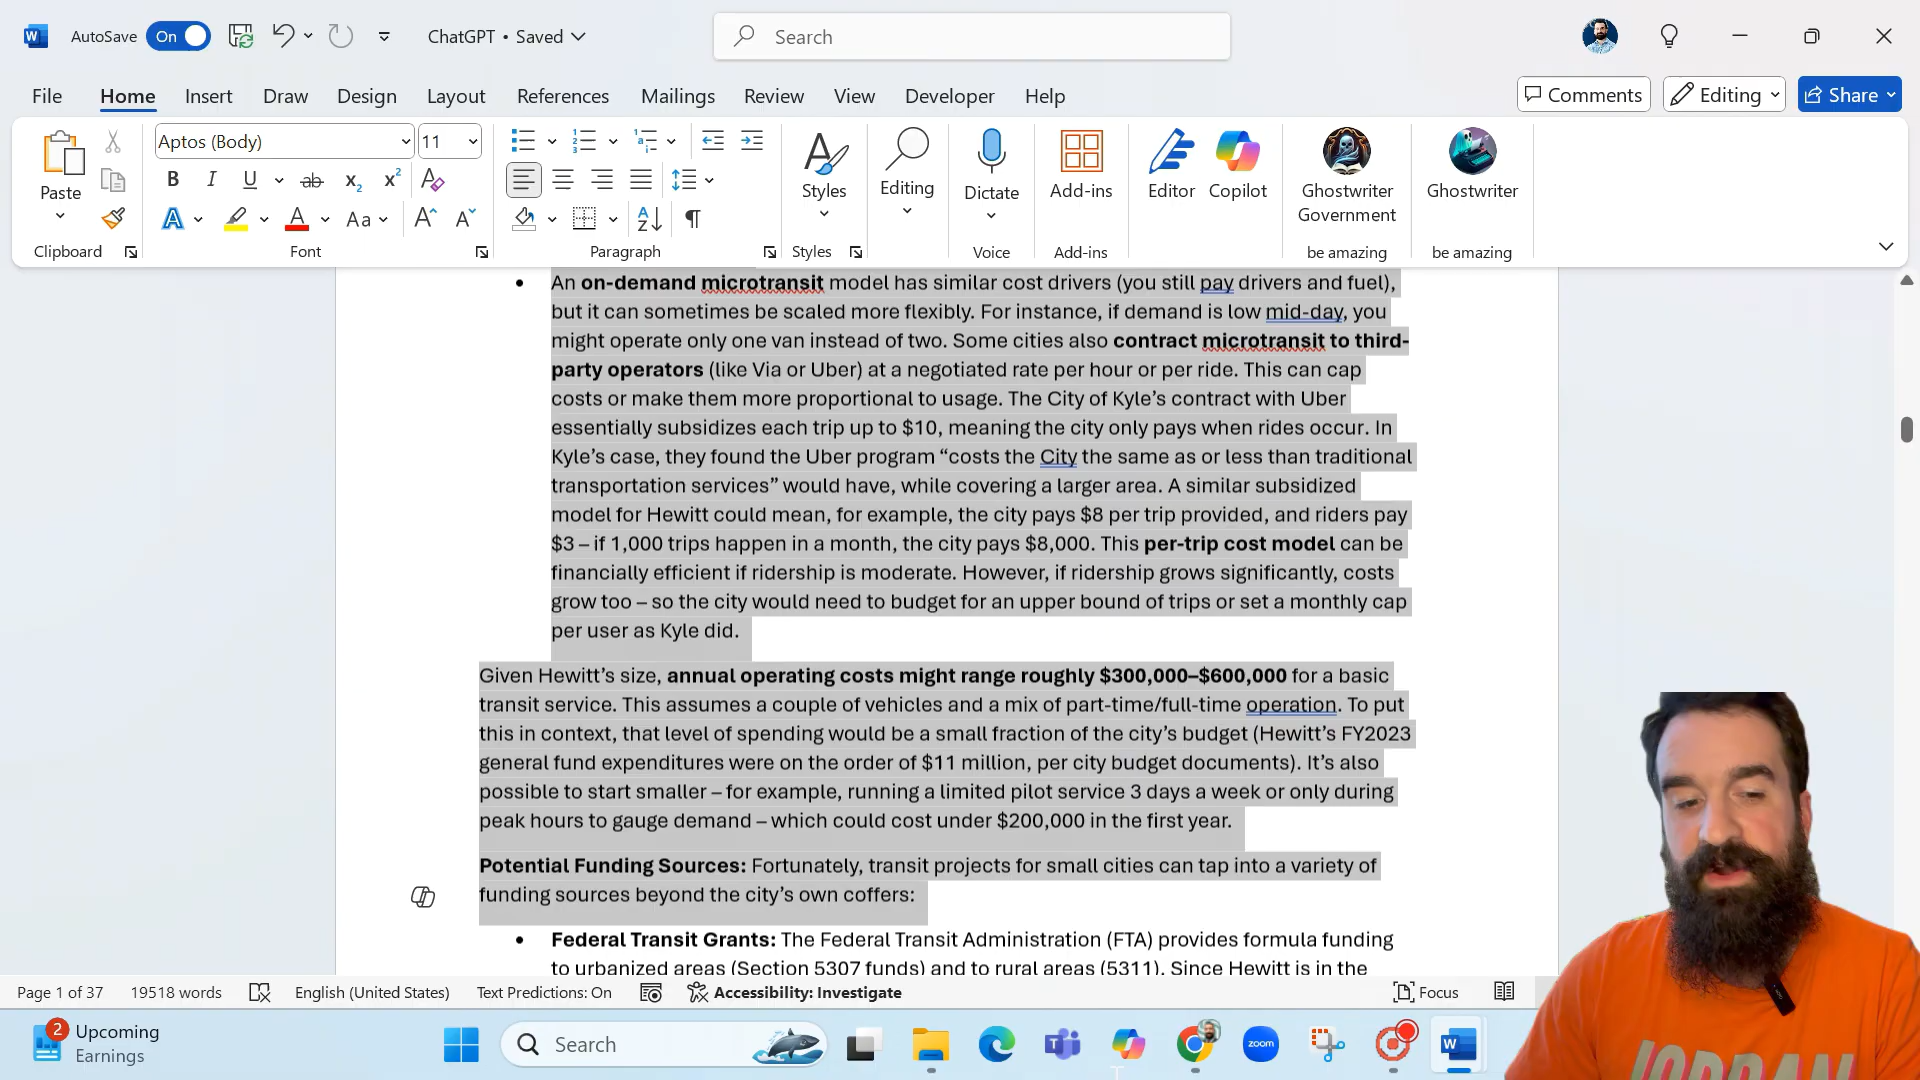 AutoSave On ChatGPT • Saved Search
File Home Insert Draw Design Layout References Mailings Review View Developer Help Comments Editing Share
Aptos (Body) 11
Paste
Styles Editing Dictate Add-ins Editor Copilot Ghostwriter Government Ghostwriter
Clipboard Font Paragraph Styles Voice Add-ins be amazing be amazing
• An on-demand microtransit model has similar cost drivers (you still pay drivers and fuel),
but it can sometimes be scaled more flexibly. For instance, if demand is low mid-day, you
might operate only one van instead of two. Some cities also contract microtransit to third-
party operators (like Via or Uber) at a negotiated rate per hour or per ride. This can cap
costs or make them more proportional to usage. The City of Kyle’s contract with Uber
essentially subsidizes each trip up to $10, meaning the city only pays when rides occur. In
Kyle’s case, they found the Uber program “costs the City the same as or less than traditional
transportation services” would have, while covering a larger area. A similar subsidized
model for Hewitt could mean, for example, the city pays $8 per trip provided, and riders pay
$3 – if 1,000 trips happen in a month, the city pays $8,000. This per-trip cost model can be
financially efficient if ridership is moderate. However, if ridership grows significantly, costs
grow too – so the city would need to budget for an upper bound of trips or set a monthly cap
per user as Kyle did.
Given Hewitt’s size, annual operating costs might range roughly $300,000–$600,000 for a basic
transit service. This assumes a couple of vehicles and a mix of part-time/full-time operation. To put
this in context, that level of spending would be a small fraction of the city’s budget (Hewitt’s FY2023
general fund expenditures were on the order of $11 million, per city budget documents). It’s also
possible to start smaller – for example, running a limited pilot service 3 days a week or only during
peak hours to gauge demand – which could cost under $200,000 in the first year.
Potential Funding Sources: Fortunately, transit projects for small cities can tap into a variety of
funding sources beyond the city’s own coffers:
• Federal Transit Grants: The Federal Transit Administration (FTA) provides formula funding
to urbanized areas (Section 5307 funds) and to rural areas (5311). Since Hewitt is in the
Page 1 of 37 19518 words English (United States) Text Predictions: On Accessibility: Investigate Focus
2 Upcoming
Earnings
Search
zoom
JORDAN